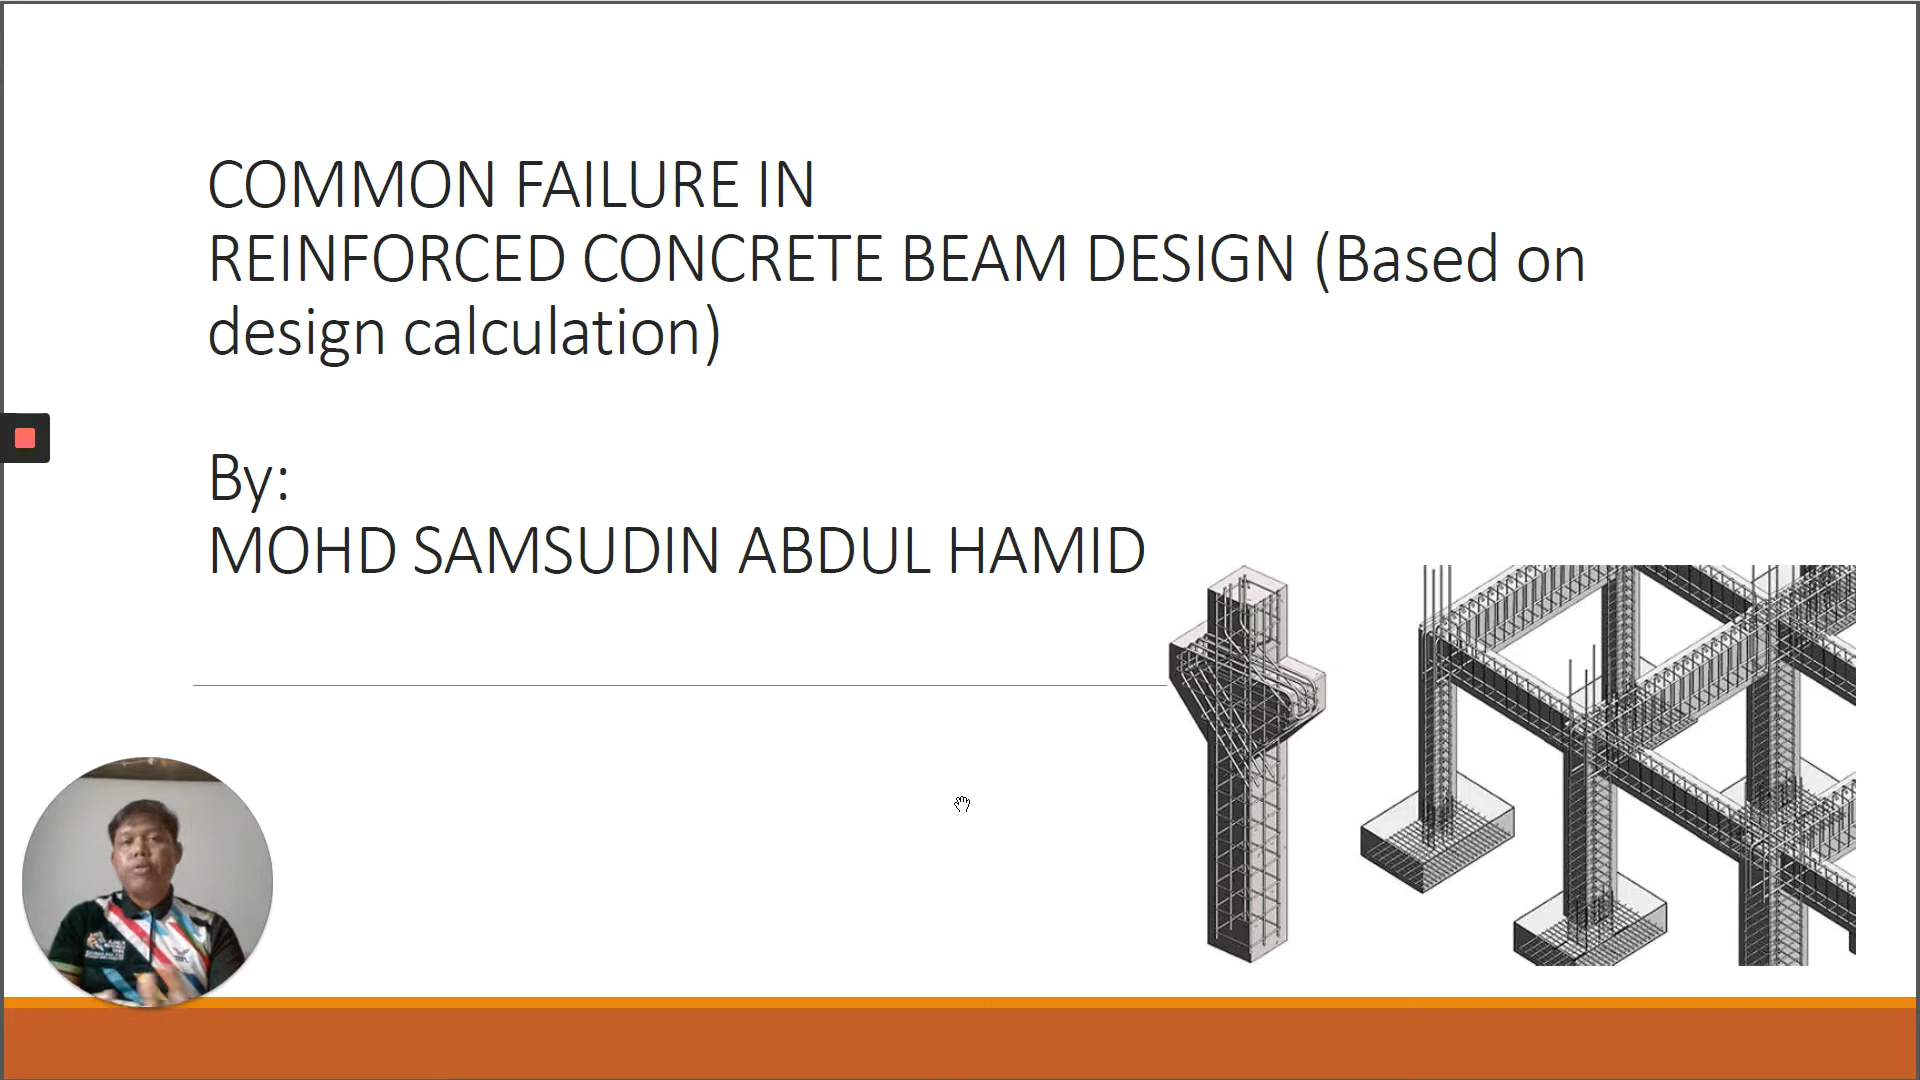 COMMON FAILURE IN
REINFORCED CONCRETE BEAM DESIGN (Based on
design calculation)
By:
MOHD SAMSUDIN ABDUL HAMID